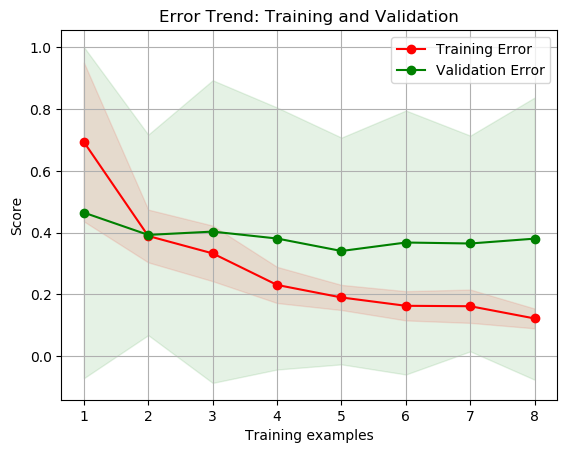 Error Trend: Training and Validation
Training Error
Validation Error
Score
1.0
0.8
0.6
0.4
0.2
0.0
1 2 3 4 5 6 7 8
Training examples